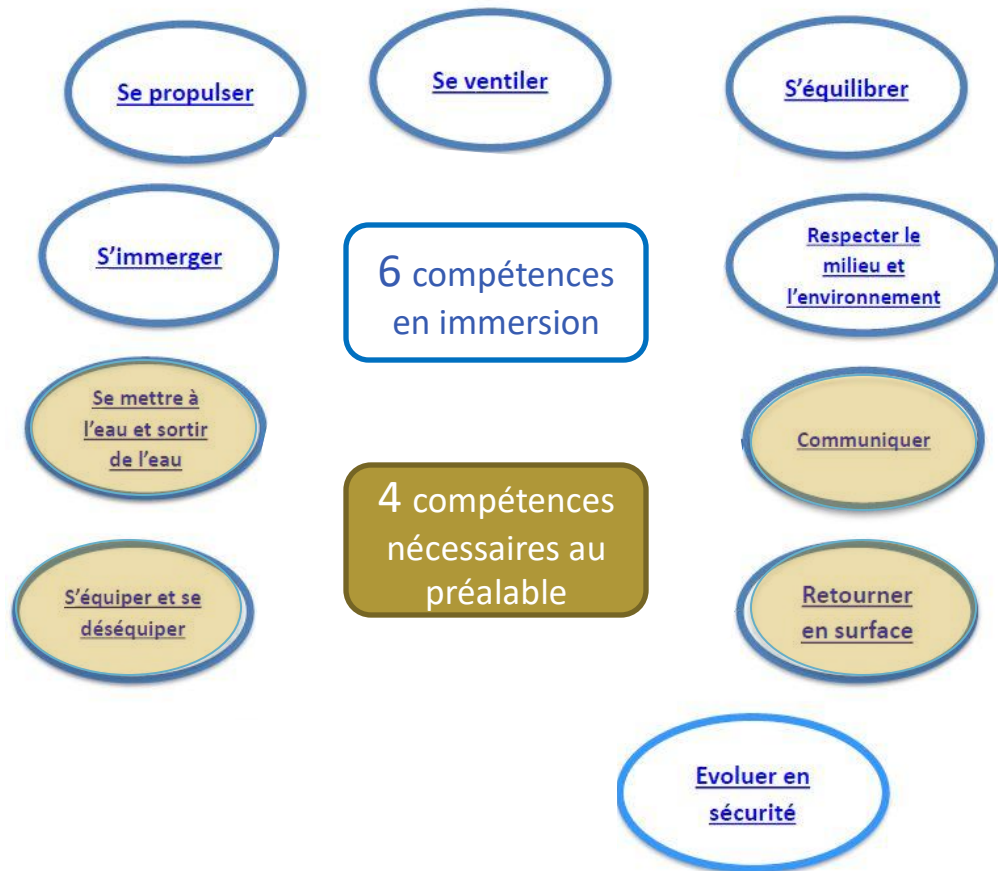 Se propulser
Se ventiler
S'équilibrer
S'immerger
6 compétences
en immersion
Respecter le
milieu et
l'environnement
Se mettre à
l'eau et sortir
de l'eau
Communiquer
4 compétences
nécessaires au
préalable
S'équiper et se
déséquiper
Retourner
en surface
Evoluer en
sécurité